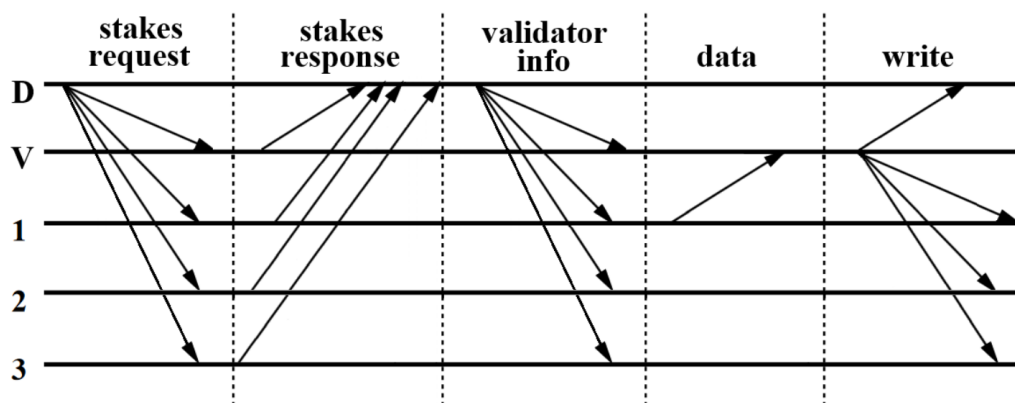 stakes
request
stakes
response
validator
info
data
write
D
V
1
2
3